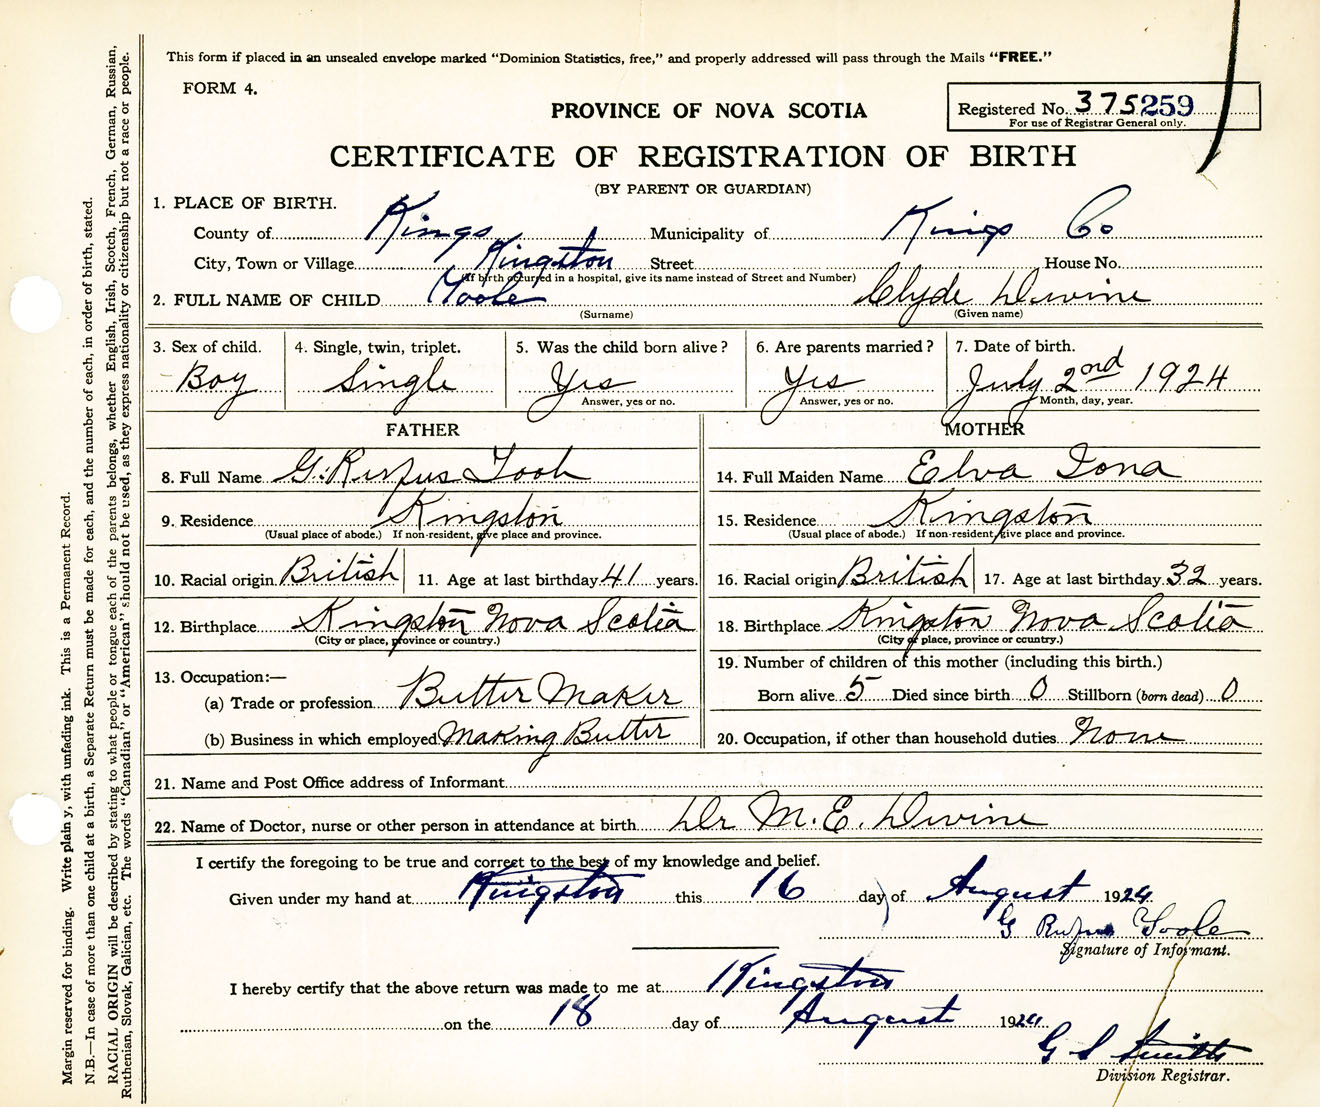 This form if placed in an unsealed envelope marked "Dominion Statistics, free," and properly addressed will pass through the Mails "FREE."
FORM 4.
PROVINCE OF NOVA SCOTIA
Registered No. 375259
For use of Registrar General only.
CERTIFICATE OF REGISTRATION OF BIRTH
(BY PARENT OR GUARDIAN)
1. PLACE OF BIRTH.
County of Kings Municipality of Kings Co
City, Town or Village Kingston Street House No.
(If birth occurred in a hospital, give its name instead of Street and Number)
2. FULL NAME OF CHILD Toole Clyde Divine
(Surname) (Given name)
3. Sex of child. 4. Single, twin, triplet. 5. Was the child born alive? 6. Are parents married? 7. Date of birth.
Boy Single Yes Yes July 2nd 1924
Answer, yes or no. Answer, yes or no. Month, day, year.
FATHER MOTHER
8. Full Name G. Rufus Toole 14. Full Maiden Name Elva Iona
9. Residence Kingston 15. Residence Kingston
(Usual place of abode.) If non-resident, give place and province. (Usual place of abode.) If non-resident, give place and province.
10. Racial origin British 11. Age at last birthday 41 years. 16. Racial origin British 17. Age at last birthday 32 years.
12. Birthplace Kingston Nova Scotia 18. Birthplace Kingston Nova Scotia
(City or place, province or country.) (City or place, province or country.)
13. Occupation:— 19. Number of children of this mother (including this birth.)
(a) Trade or profession Butter Maker Born alive 5 Died since birth 0 Stillborn (born dead) 0
(b) Business in which employed Making Butter 20. Occupation, if other than household duties None
21. Name and Post Office address of Informant
22. Name of Doctor, nurse or other person in attendance at birth Dr M. E. Divine
I certify the foregoing to be true and correct to the best of my knowledge and belief.
Given under my hand at Kingston this 16 day of August 1924
G Rufus Toole
Signature of Informant.
I hereby certify that the above return was made to me at Kingston
on the 18 day of August 1924
G S Smith
Division Registrar.
Margin reserved for binding. Write plainly, with unfading ink. This is a Permanent Record.
N.B.—In case of more than one child at a birth, a Separate Return must be made for each, and the number of each, in order of birth, stated.
RACIAL ORIGIN will be described by stating to what people or tongue each of the parents belongs, whether English, Irish, Scotch, French, German, Russian,
Ruthenian, Slovak, Galician, etc. The words "Canadian" or "American" should not be used, as they express nationality or citizenship but not a race or people.